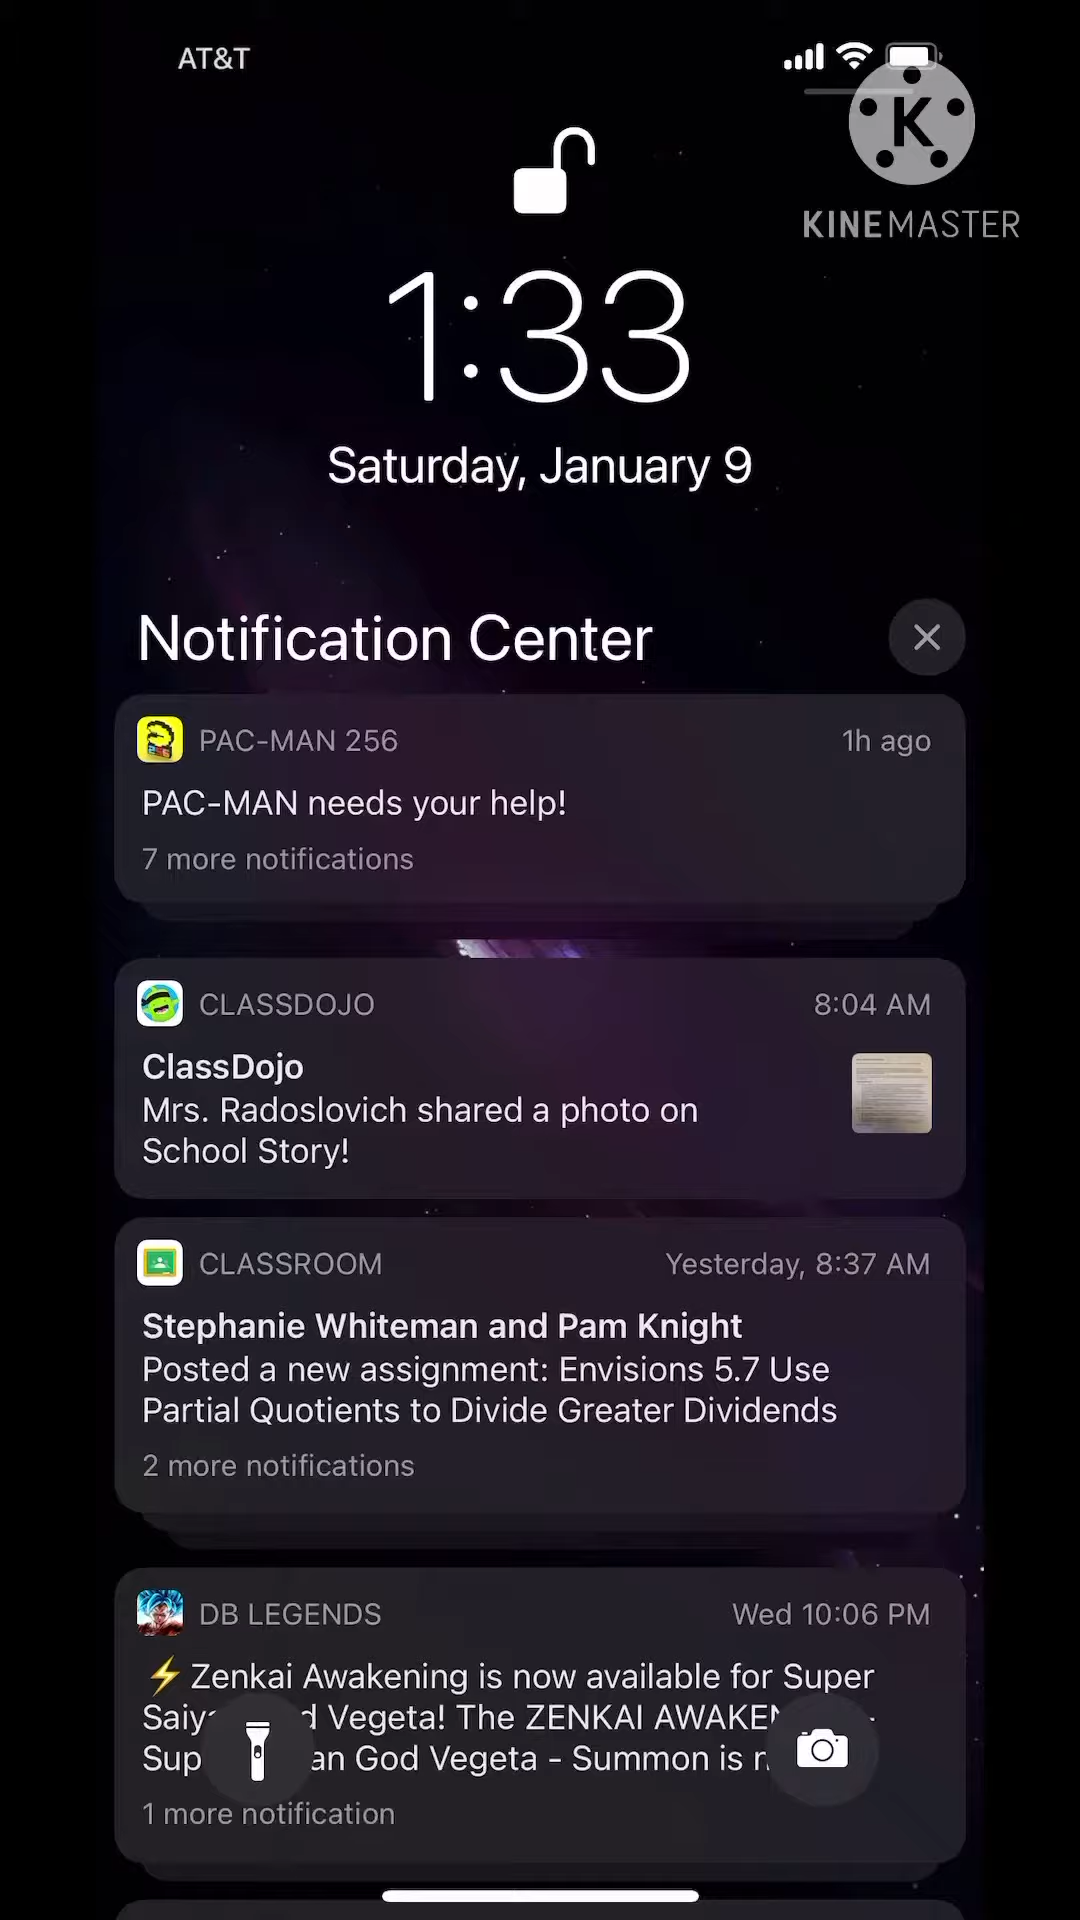 AT&T
K
KINEMASTER
1:33
Saturday, January 9
Notification Center
PAC-MAN 256 1h ago
PAC-MAN needs your help!
7 more notifications
CLASSDOJO 8:04 AM
ClassDojo
Mrs. Radoslovich shared a photo on
School Story!
CLASSROOM Yesterday, 8:37 AM
Stephanie Whiteman and Pam Knight
Posted a new assignment: Envisions 5.7 Use
Partial Quotients to Divide Greater Dividends
2 more notifications
DB LEGENDS Wed 10:06 PM
⚡ Zenkai Awakening is now available for Super
Vegeta! The ZENKAI
God Vegeta - Summon is
1 more notification